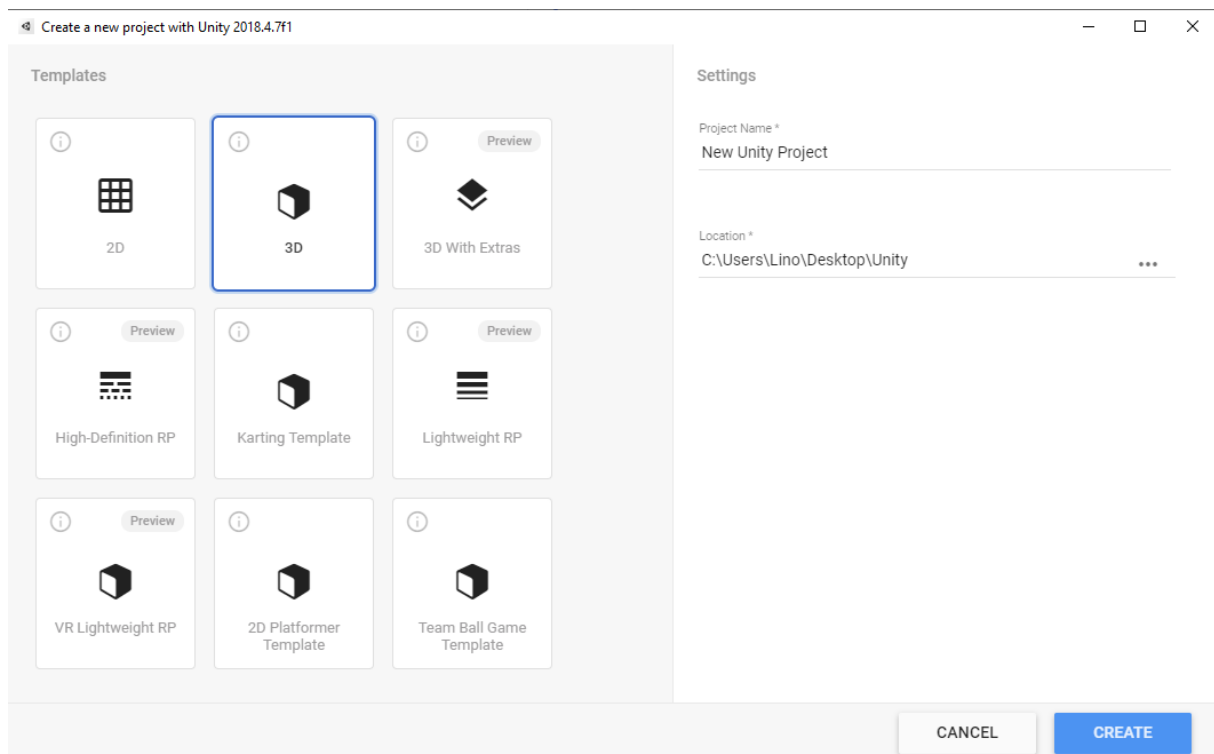 Create a new project with Unity 2018.4.7f1
Templates
2D
3D
Preview
3D With Extras
Preview
High-Definition RP
Karting Template
Preview
Lightweight RP
Preview
VR Lightweight RP
2D Platformer
Template
Team Ball Game
Template
Settings
Project Name *
New Unity Project
Location *
C:\Users\Lino\Desktop\Unity
CANCEL
CREATE